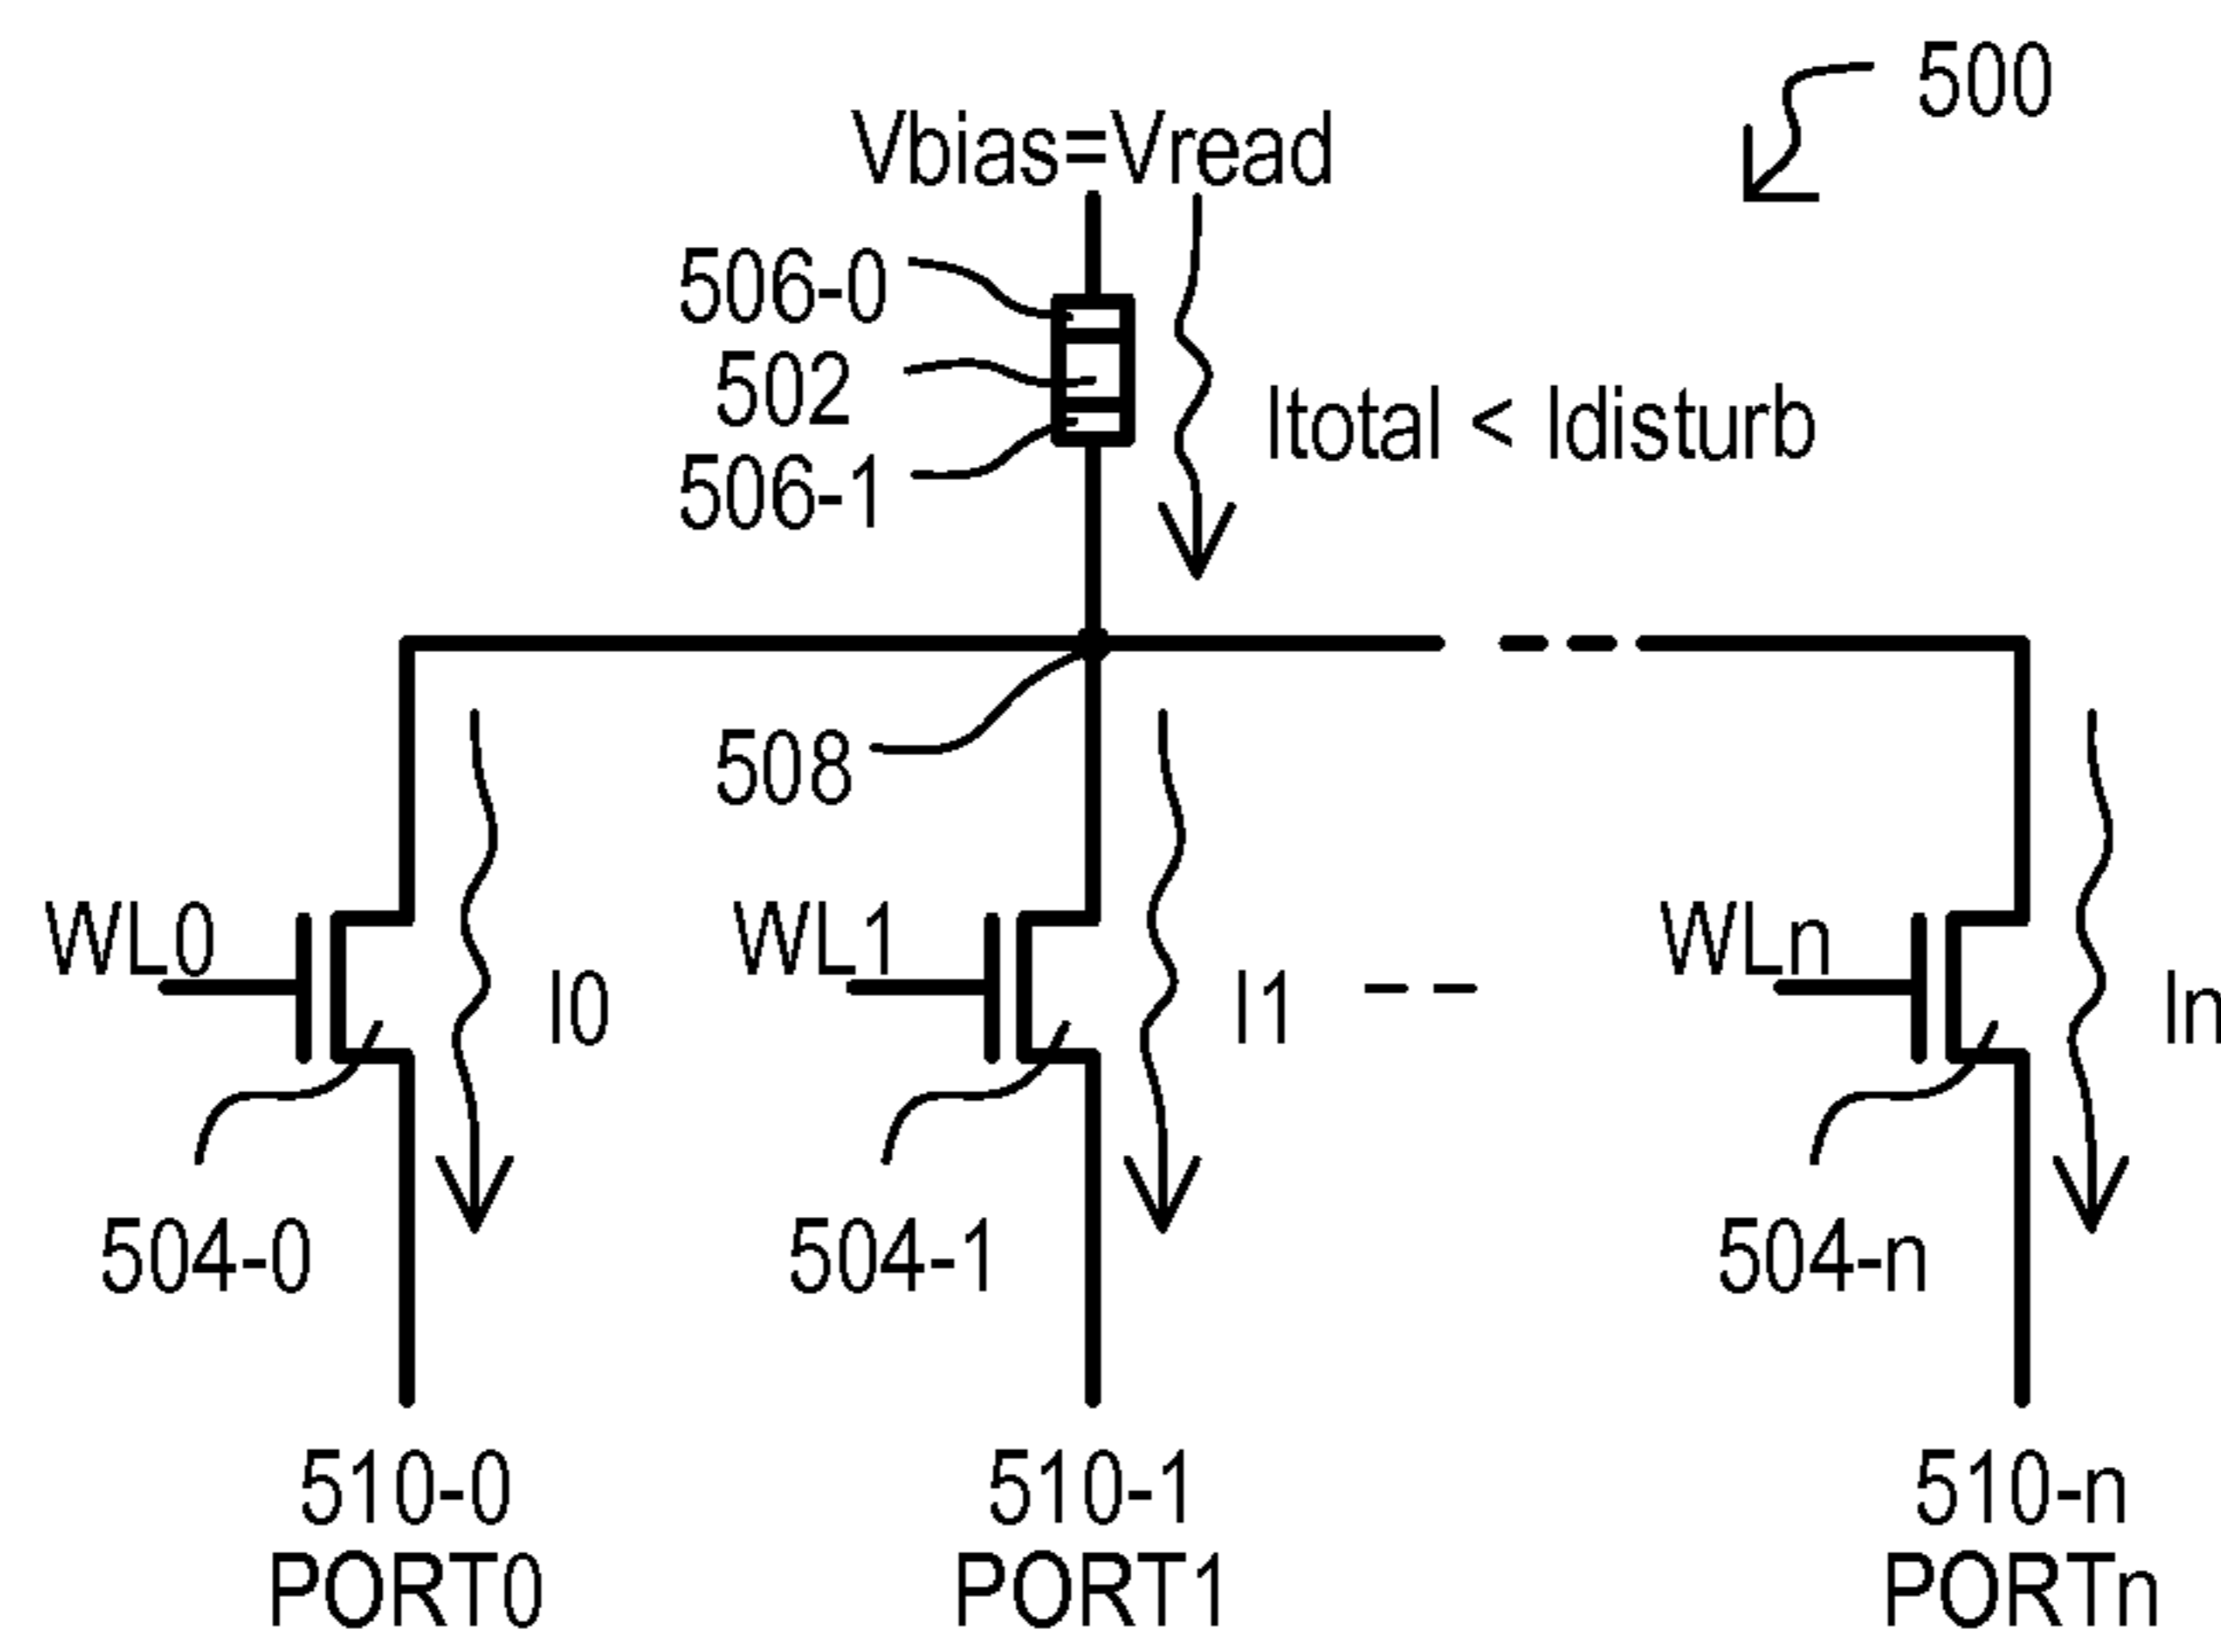 500
Vbias=Vread
506-0
502
506-1
Itotal < Idisturb
508
WL0
I0
WL1
I1
WLn
In
504-0
504-1
504-n
510-0
PORT0
510-1
PORT1
510-n
PORTn